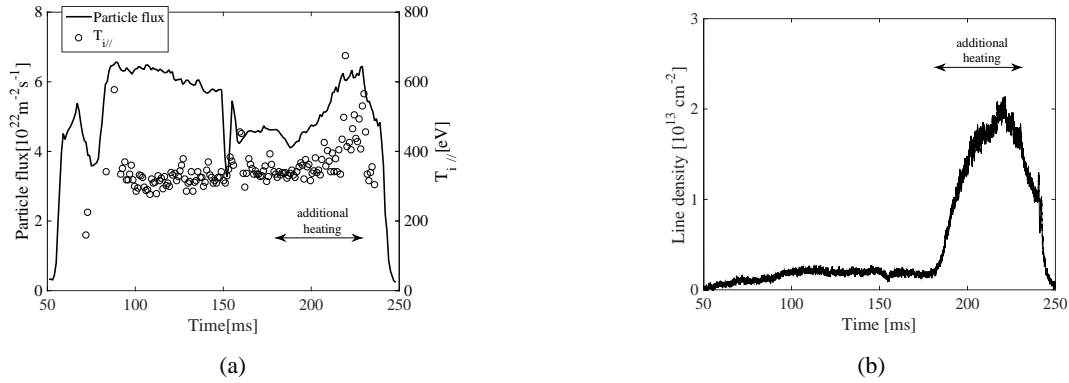 Particle flux
T_{i//}
Particle flux[10^{22}m^{-2}s^{-1}]
8
6
4
2
0
800
600
400
200
0
T_{i//}[eV]
additional
heating
50 100 150 200 250
Time[ms]
(a)
Line density [10^{13} cm^{-2}]
3
2
1
0
additional
heating
50 100 150 200 250
Time [ms]
(b)